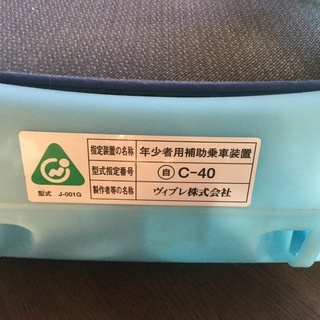 指定装置の名称 年少者用補助乗車装置
型式指定番号 自 C-40
製作者等の名称 ヴィブレ株式会社
型式 J-001G